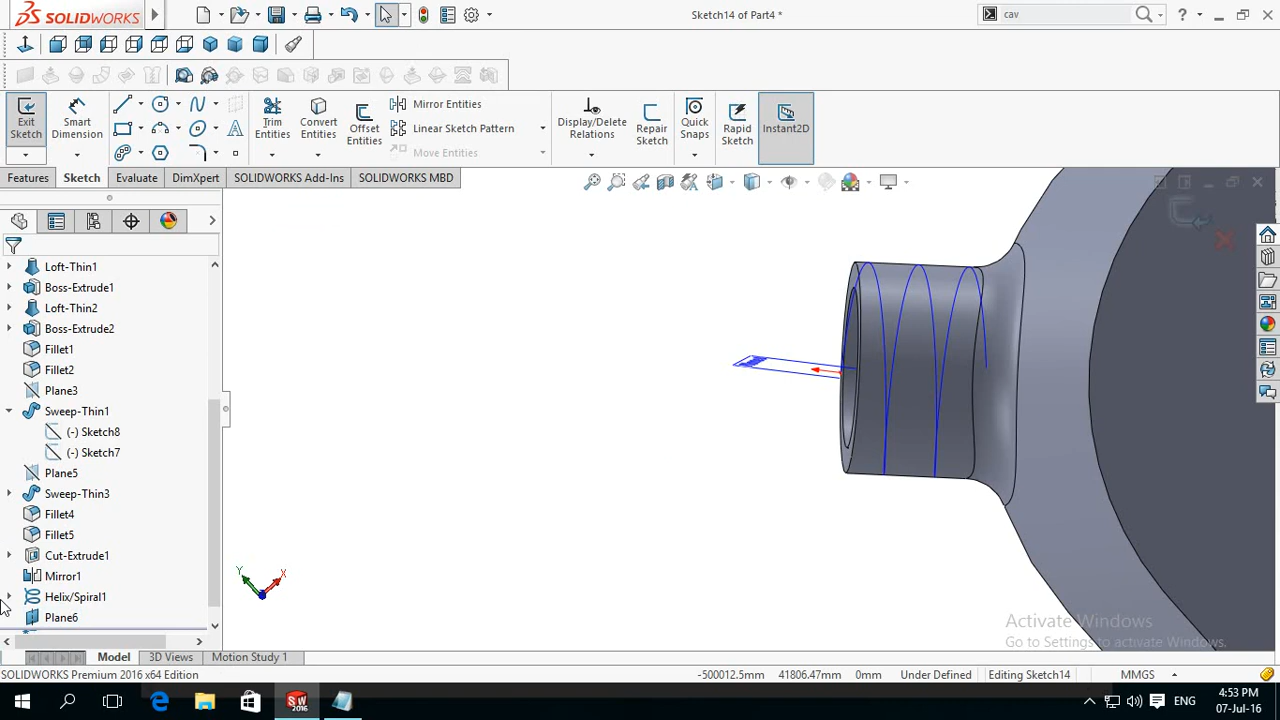 SOLIDWORKS
Sketch14 of Part4 *
cav
?
Exit Sketch
Smart Dimension
Trim Entities
Convert Entities
Offset Entities
Mirror Entities
Linear Sketch Pattern
Move Entities
Display/Delete Relations
Repair Sketch
Quick Snaps
Rapid Sketch
Instant2D
Features
Sketch
Evaluate
DimXpert
SOLIDWORKS Add-Ins
SOLIDWORKS MBD
Loft-Thin1
Boss-Extrude1
Loft-Thin2
Boss-Extrude2
Fillet1
Fillet2
Plane3
Sweep-Thin1
(-) Sketch8
(-) Sketch7
Plane5
Sweep-Thin3
Fillet4
Fillet5
Cut-Extrude1
Mirror1
Helix/Spiral1
Plane6
Y
X
Activate Windows
Go to Settings to activate Windows.
Model
3D Views
Motion Study 1
SOLIDWORKS Premium 2016 x64 Edition
-500012.5mm
41806.47mm
0mm
Under Defined
Editing Sketch14
MMGS
SW
2016
ENG
4:53 PM
07-Jul-16